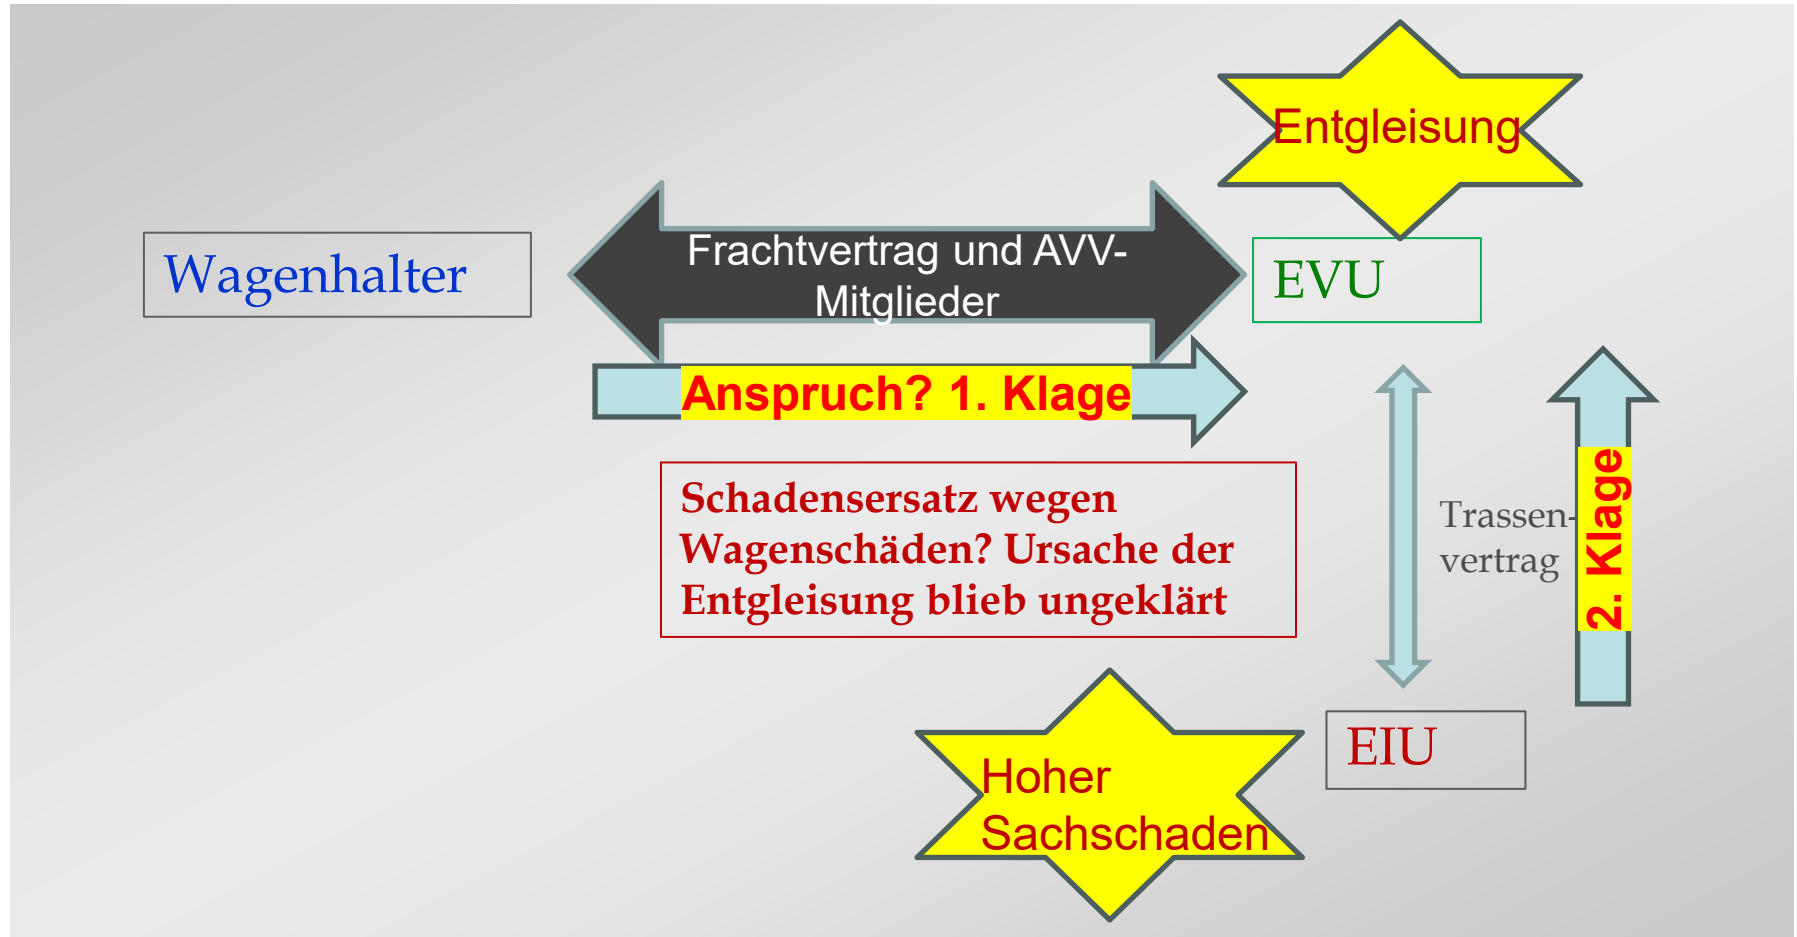 Entgleisung
Wagenhalter
Frachtvertrag und AVV-
Mitglieder
EVU
Anspruch? 1. Klage
Schadensersatz wegen
Wagenschäden? Ursache der
Entgleisung blieb ungeklärt
Trassen-
vertrag
2. Klage
EIU
Hoher
Sachschaden